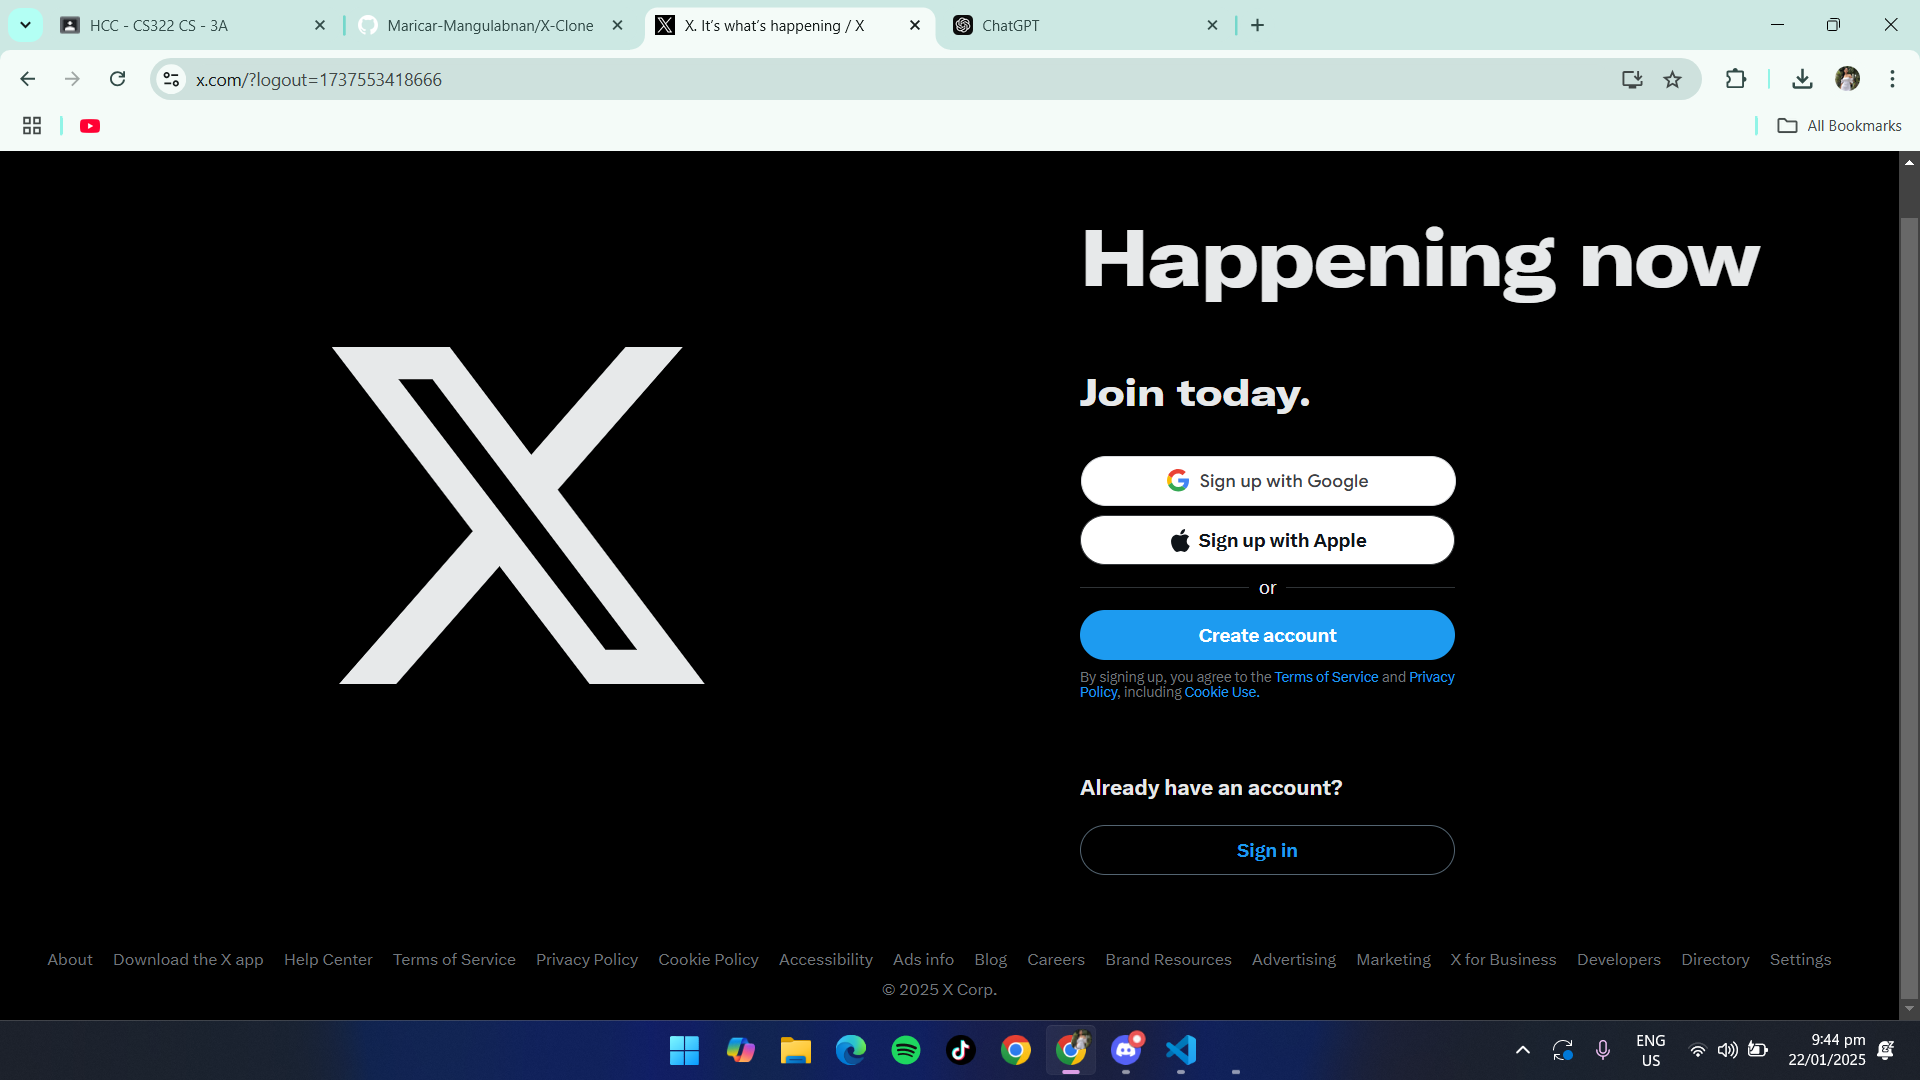 HCC - CS322 CS - 3A
Maricar-Mangulabnan/X-Clone
X. It’s what’s happening / X
ChatGPT
x.com/?logout=1737553418666
All Bookmarks
Happening now
Join today.
Sign up with Google
Sign up with Apple
or
Create account
By signing up, you agree to the Terms of Service and Privacy
Policy, including Cookie Use.
Already have an account?
Sign in
About Download the X app Help Center Terms of Service Privacy Policy Cookie Policy Accessibility Ads info Blog Careers Brand Resources Advertising Marketing X for Business Developers Directory Settings
© 2025 X Corp.
ENG
US
9:44 pm
22/01/2025